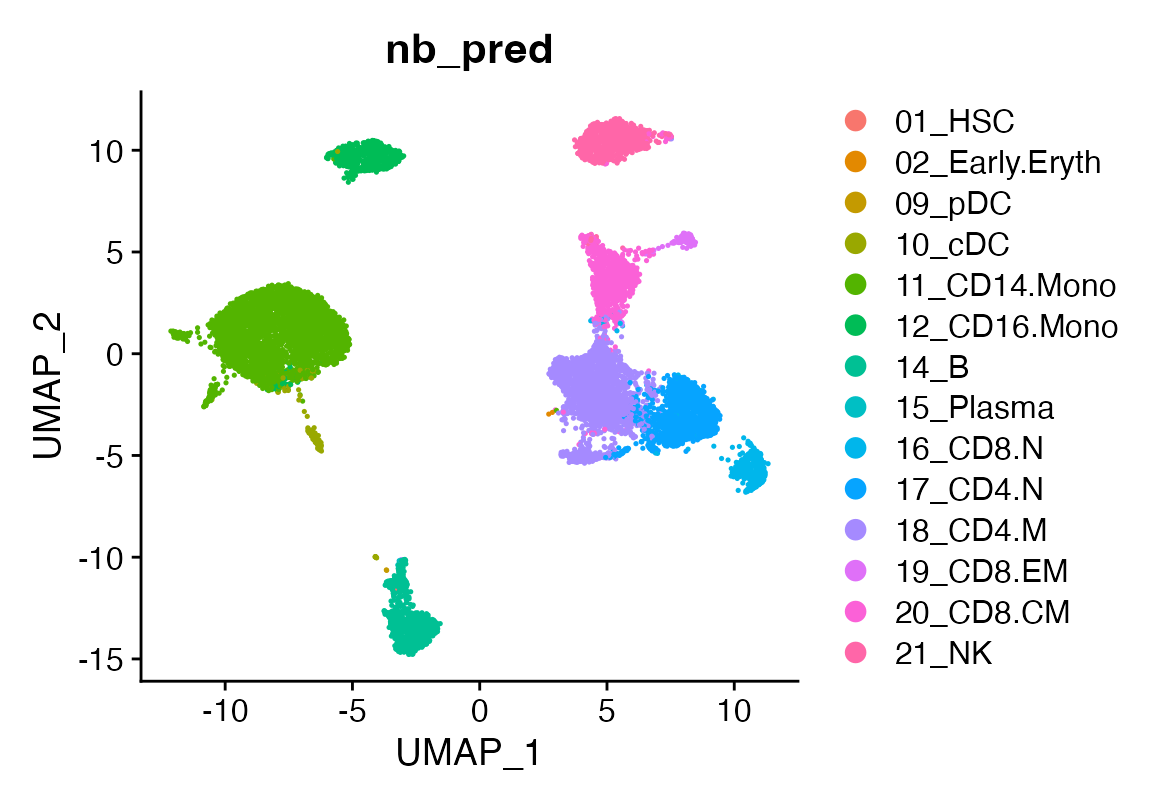 nb_pred
UMAP_2
10
5
0
-5
-10
-15
-10
-5
0
5
10
UMAP_1
01_HSC
02_Early.Eryth
09_pDC
10_cDC
11_CD14.Mono
12_CD16.Mono
14_B
15_Plasma
16_CD8.N
17_CD4.N
18_CD4.M
19_CD8.EM
20_CD8.CM
21_NK